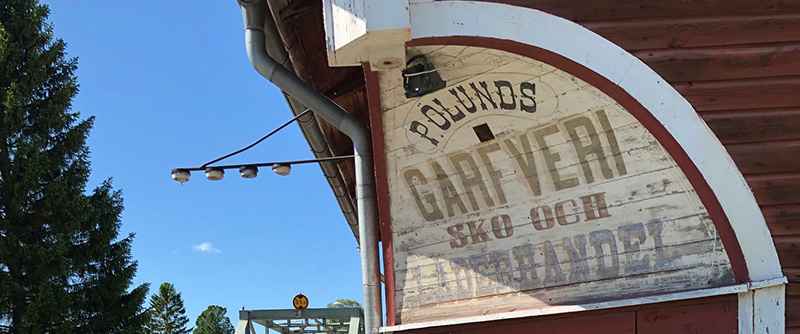 P.OLUNDS
GARFVERI
SKO OCH
LÄDERHANDEL